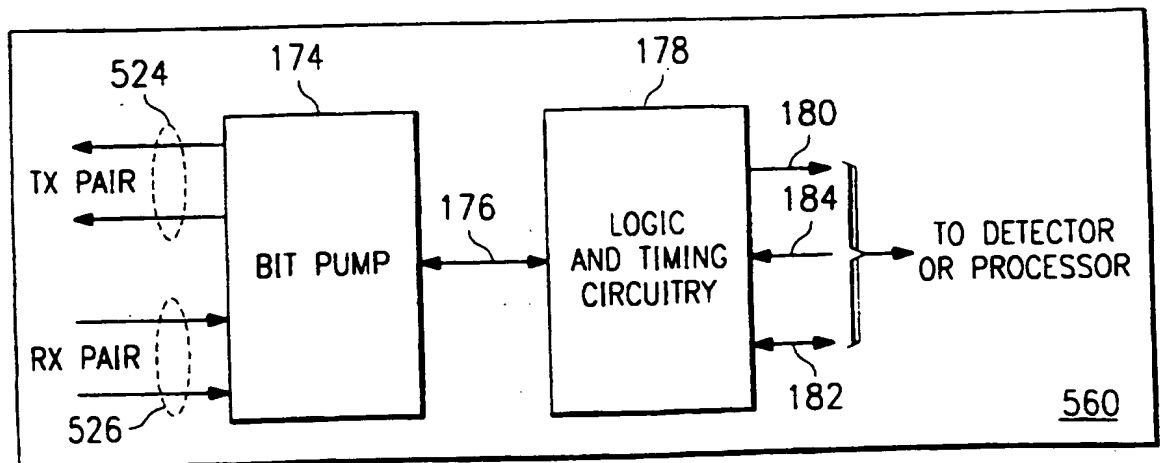 524
174
178
TX PAIR
BIT PUMP
176
LOGIC
AND TIMING
CIRCUITRY
180
184
182
TO DETECTOR
OR PROCESSOR
RX PAIR
526
560